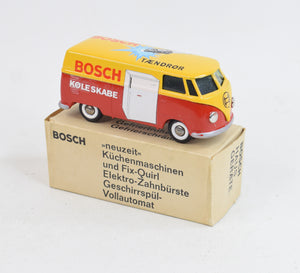 TÆNDRØR
BOSCH
KØLESKABE
BOSCH
»neuzeit«
Küchenmaschinen
und Fix-Quirl
Elektro-Zahnbürste
Geschirrspül-
Vollautomat